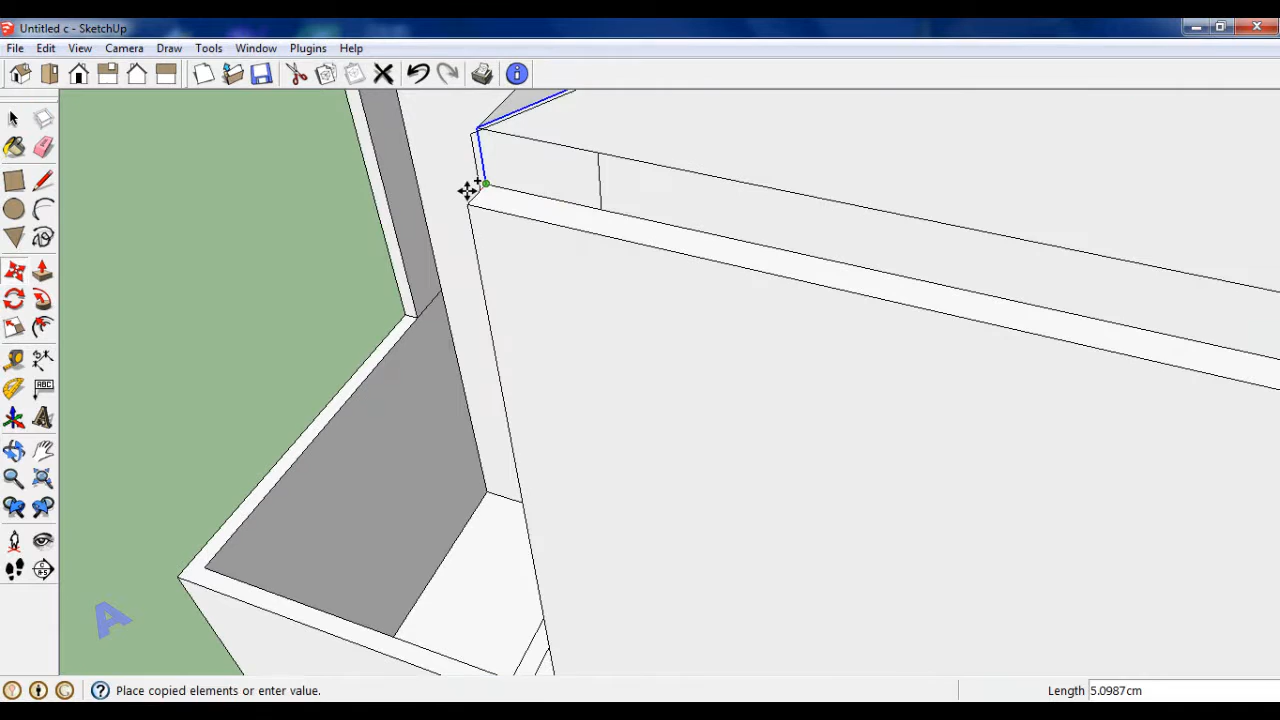 Untitled c - SketchUp
File Edit View Camera Draw Tools Window Plugins Help
ABC
A
Place copied elements or enter value.
Length 5.0987cm